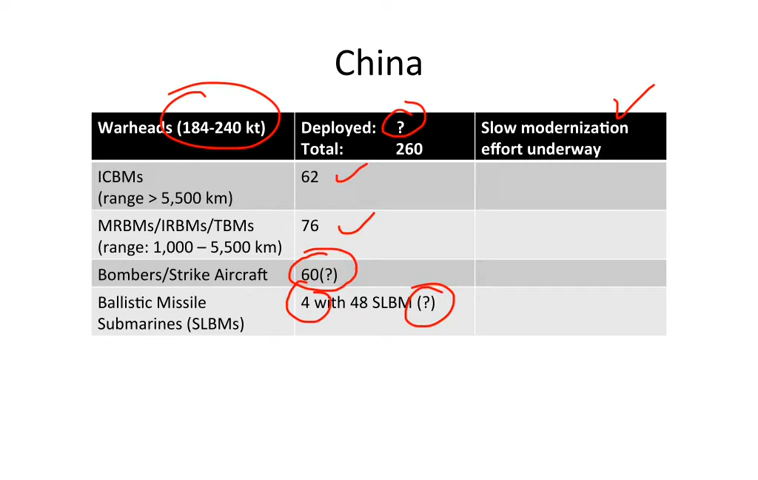 China
Warheads (184-240 kt)
Deployed: ?
Total: 260
Slow modernization
effort underway
ICBMs
(range > 5,500 km)
62
MRBMs/IRBMs/TBMs
(range: 1,000 – 5,500 km)
76
Bombers/Strike Aircraft
60(?)
Ballistic Missile
Submarines (SLBMs)
4 with 48 SLBM (?)